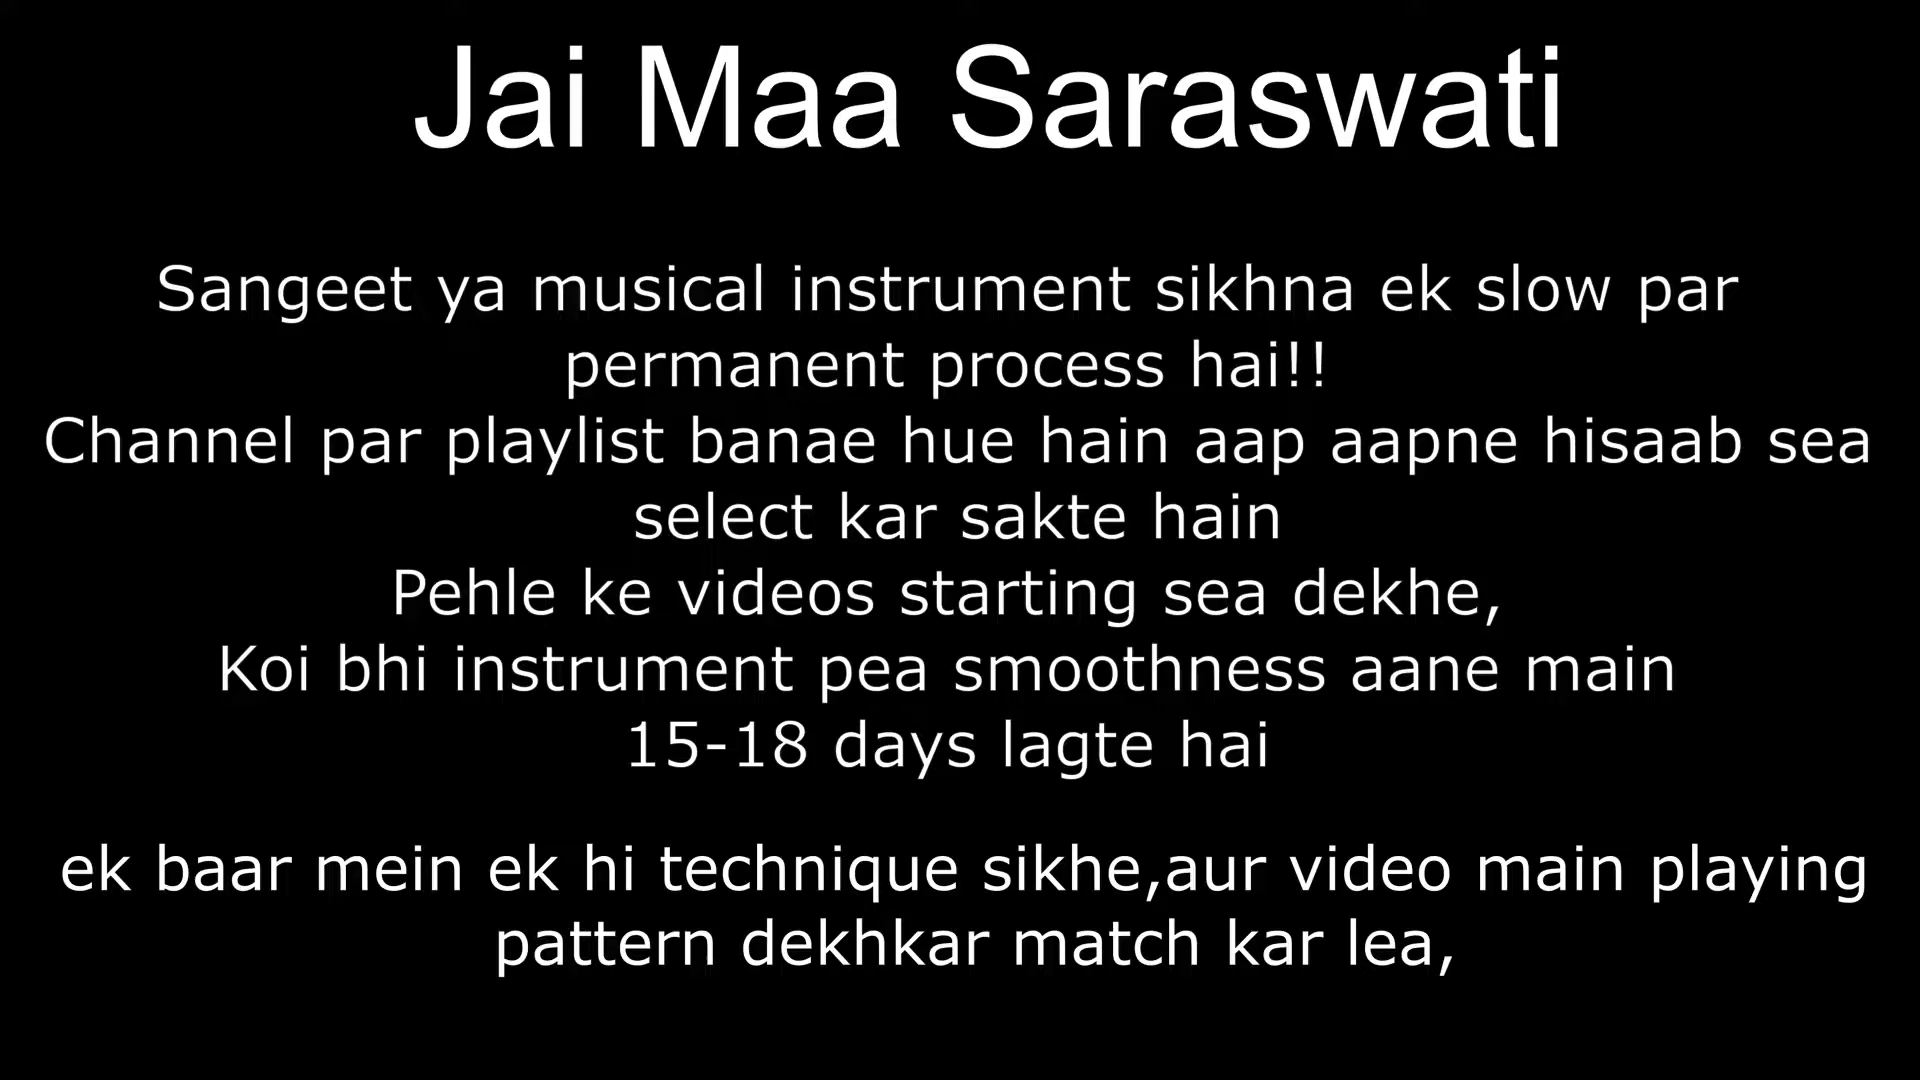 Jai Maa Saraswati
Sangeet ya musical instrument sikhna ek slow par
permanent process hai!!
Channel par playlist banae hue hain aap aapne hisaab sea
select kar sakte hain
Pehle ke videos starting sea dekhe,
Koi bhi instrument pea smoothness aane main
15-18 days lagte hai
ek baar mein ek hi technique sikhe,aur video main playing
pattern dekhkar match kar lea,